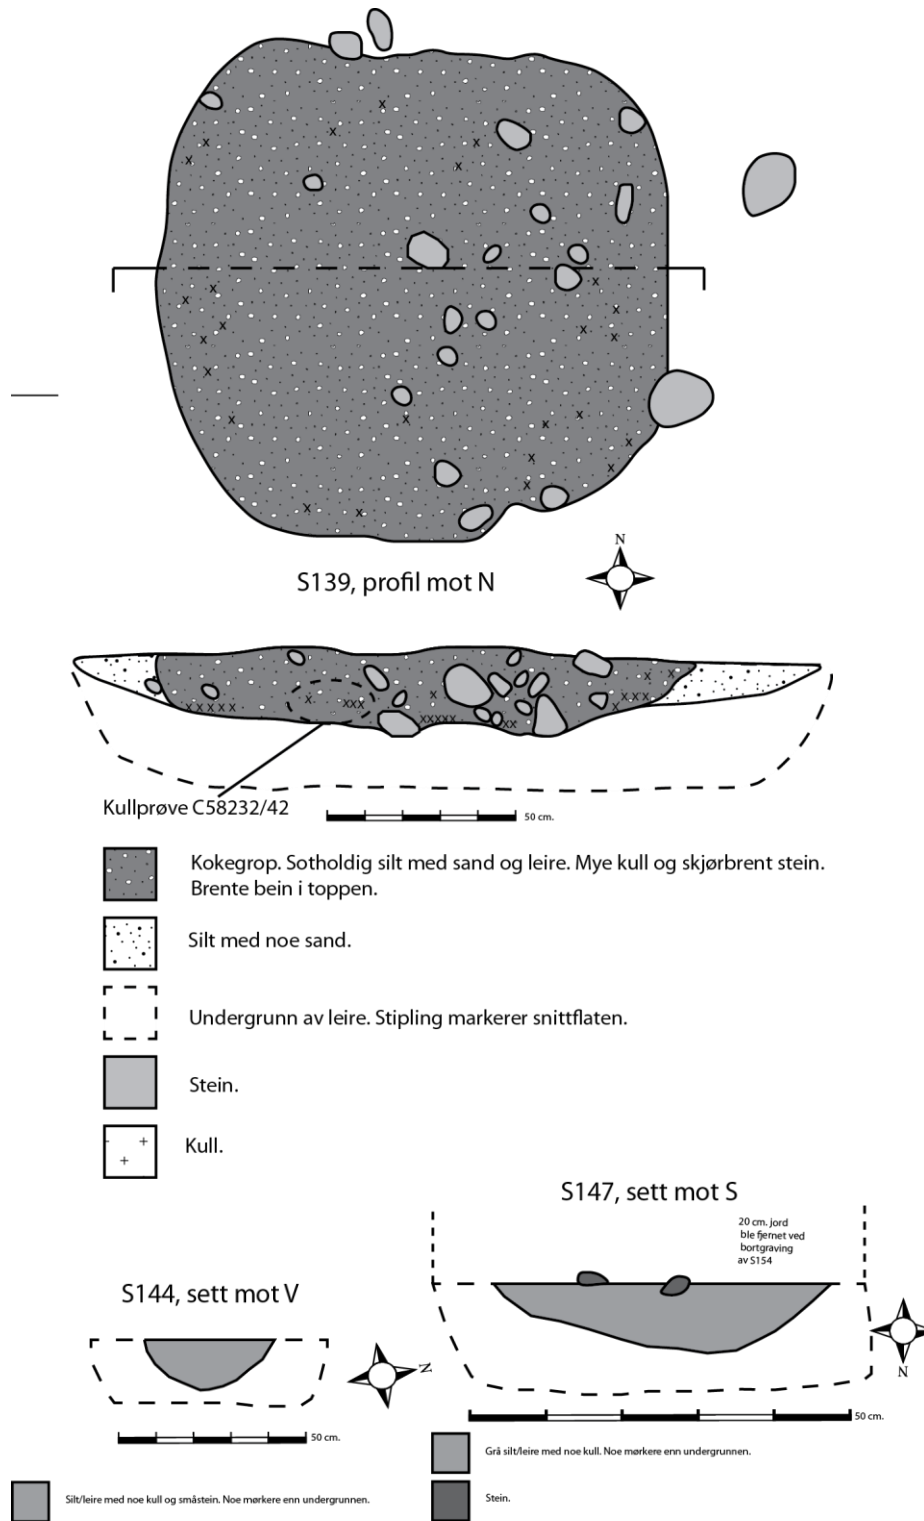 N
S139, profil mot N
Kullprøve C58232/42
50 cm.
Kokegrop. Sotholdig silt med sand og leire. Mye kull og skjørbrent stein.
Brente bein i toppen.
Silt med noe sand.
Undergrunn av leire. Stipling markerer snittflaten.
Stein.
Kull.
S147, sett mot S
20 cm. jord
ble fjernet ved
bortgraving
av S154
S144, sett mot V
N
N
50 cm.
50 cm.
Grå silt/leire med noe kull. Noe mørkere enn undergrunnen.
Silt/leire med noe kull og småstein. Noe mørkere enn undergrunnen.
Stein.